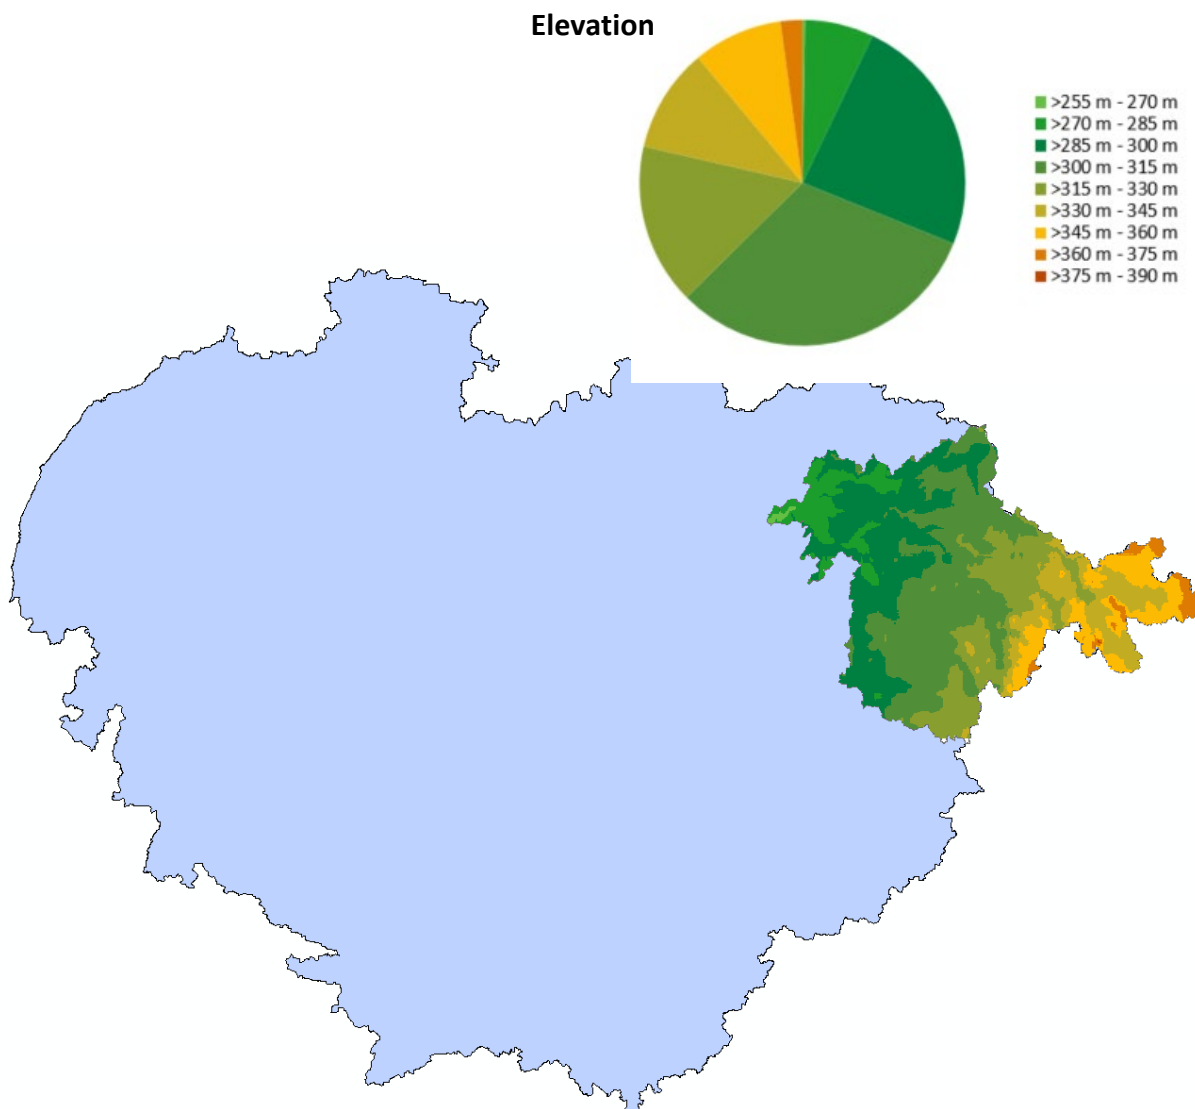 Elevation
>255 m - 270 m
>270 m - 285 m
>285 m - 300 m
>300 m - 315 m
>315 m - 330 m
>330 m - 345 m
>345 m - 360 m
>360 m - 375 m
>375 m - 390 m